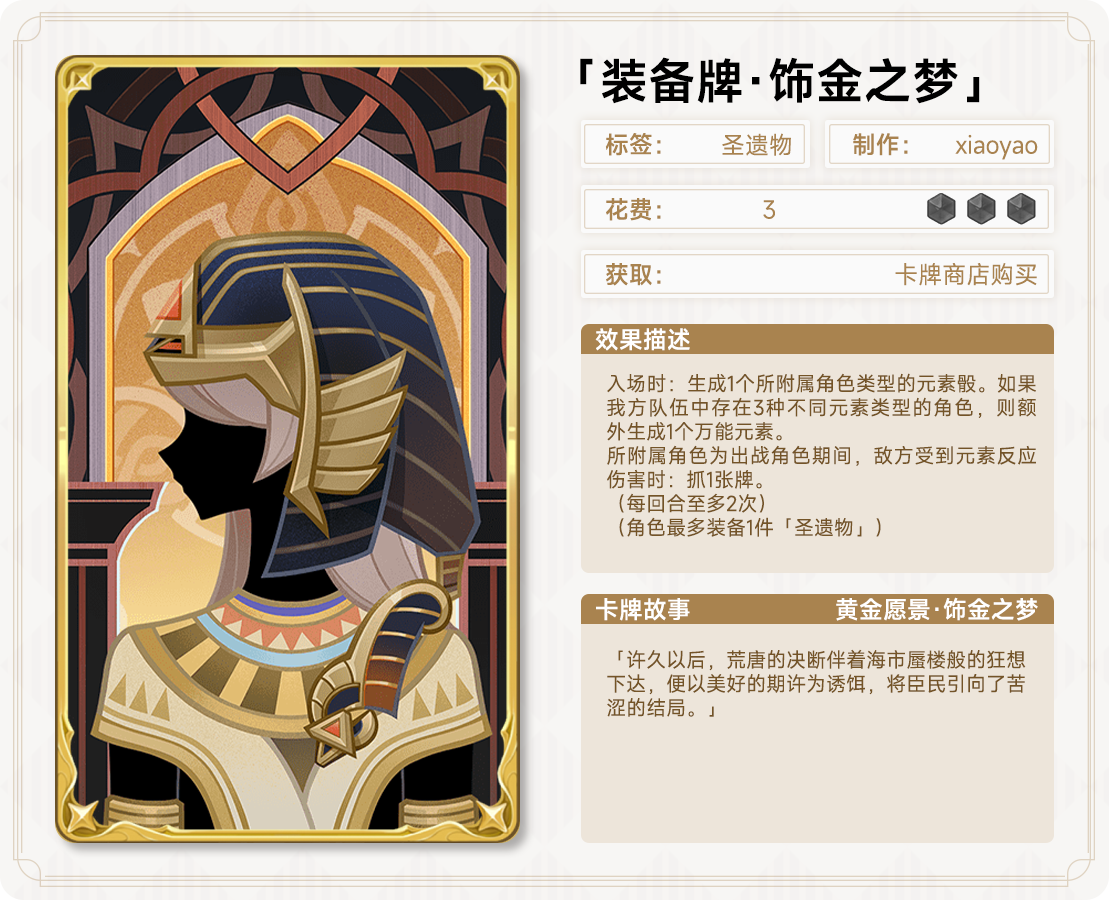 「装备牌·饰金之梦」
标签： 圣遗物
制作： xiaoyao
花费： 3
获取： 卡牌商店购买
效果描述
入场时：生成1个所附属角色类型的元素骰。如果
我方队伍中存在3种不同元素类型的角色，则额
外生成1个万能元素。
所附属角色为出战角色期间，敌方受到元素反应
伤害时：抓1张牌。
（每回合至多2次）
（角色最多装备1件「圣遗物」）
卡牌故事 黄金愿景·饰金之梦
「许久以后，荒唐的决断伴着海市蜃楼般的狂想
下达，便以美好的期许为诱饵，将臣民引向了苦
涩的结局。」